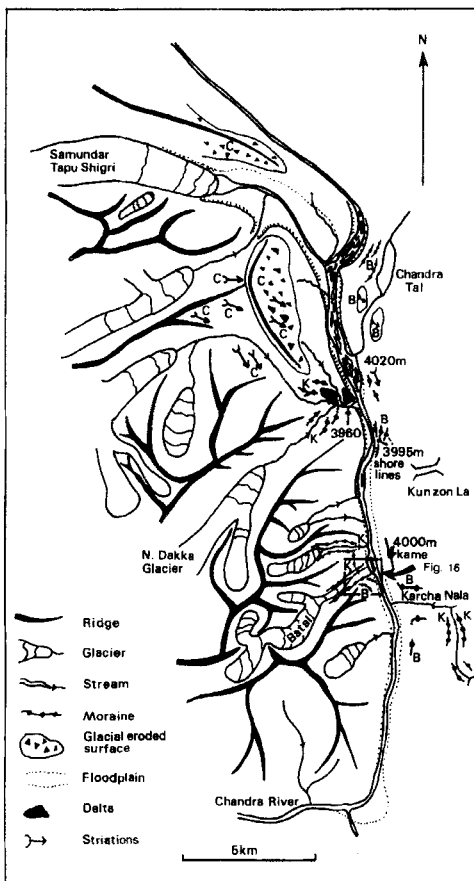 N
C
Samundar
Tapu Shigri
B
Chandra
Tal
C
B
C
B
C
C
C
4020m
K
B
K
3960
3995m
shore
lines
Kunzon La
N. Dakka
Glacier
4000m
kame
K
Fig. 16
K
B
Karcha Nala
B
K
K
Batal
B
Ridge
Glacier
Stream
Moraine
Glacial eroded
surface
Floodplain
Delta
Striations
Chandra River
5km